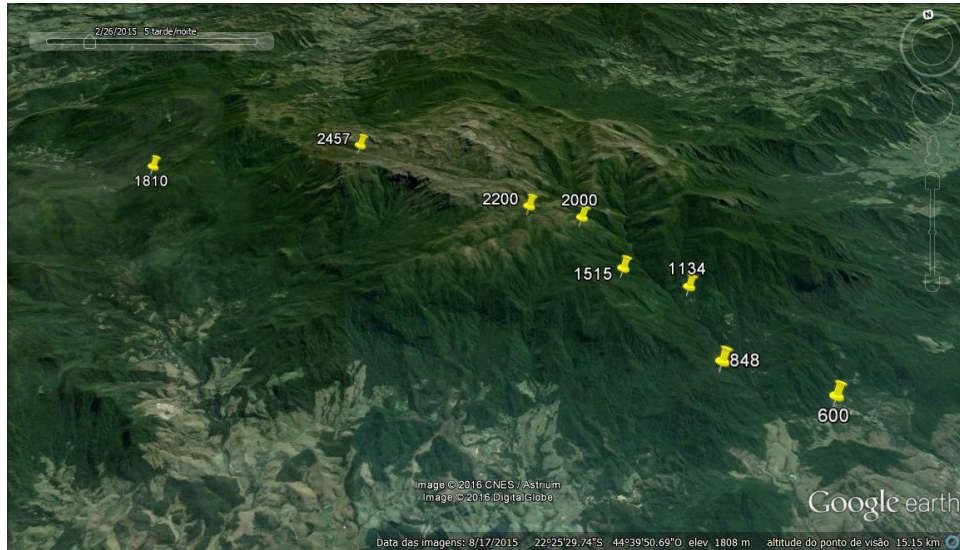 N
2/26/2015 5 tarde/noite
2457
1810
2200
2000
1515
1134
848
600
Image © 2016 CNES / Astrium
Image © 2016 DigitalGlobe
Google earth
Data das imagens: 8/17/2015 22°25'29.74"S 44°39'50.69"O elev 1808 m altitude do ponto de visão 15.15 km